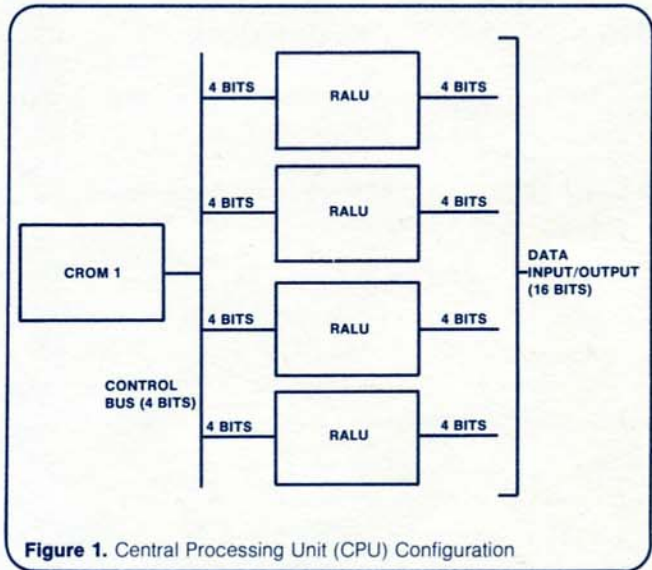 4 BITS
RALU
4 BITS
4 BITS
RALU
4 BITS
CROM 1
DATA
INPUT/OUTPUT
(16 BITS)
4 BITS
RALU
4 BITS
CONTROL
BUS (4 BITS)
4 BITS
RALU
4 BITS
Figure 1. Central Processing Unit (CPU) Configuration